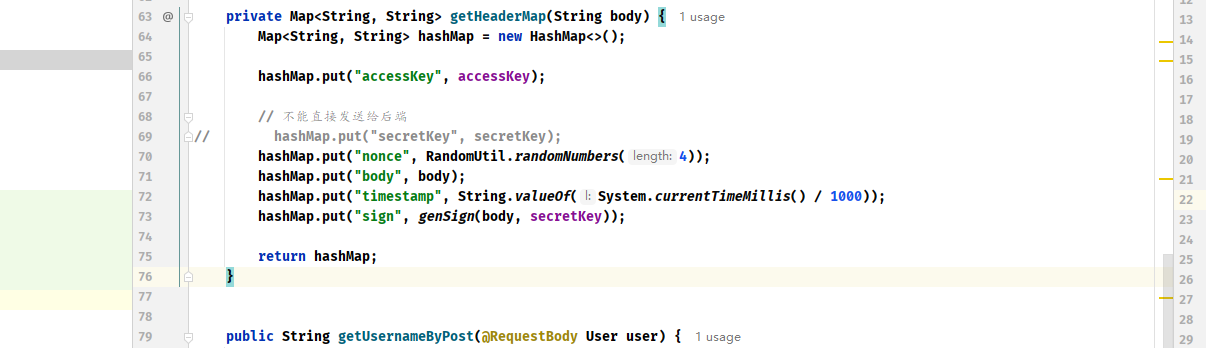 63 @ private Map<String, String> getHeaderMap(String body) { 1 usage
64 Map<String, String> hashMap = new HashMap<>();
65
66 hashMap.put("accessKey", accessKey);
67
68 // 不能直接发送给后端
69 // hashMap.put("secretKey", secretKey);
70 hashMap.put("nonce", RandomUtil.randomNumbers( length: 4));
71 hashMap.put("body", body);
72 hashMap.put("timestamp", String.valueOf( l: System.currentTimeMillis() / 1000));
73 hashMap.put("sign", genSign(body, secretKey));
74
75 return hashMap;
76 }
77
78
79 public String getUsernameByPost(@RequestBody User user) { 1 usage
13
14
15
16
17
18
19
20
21
22
23
24
25
26
27
28
29